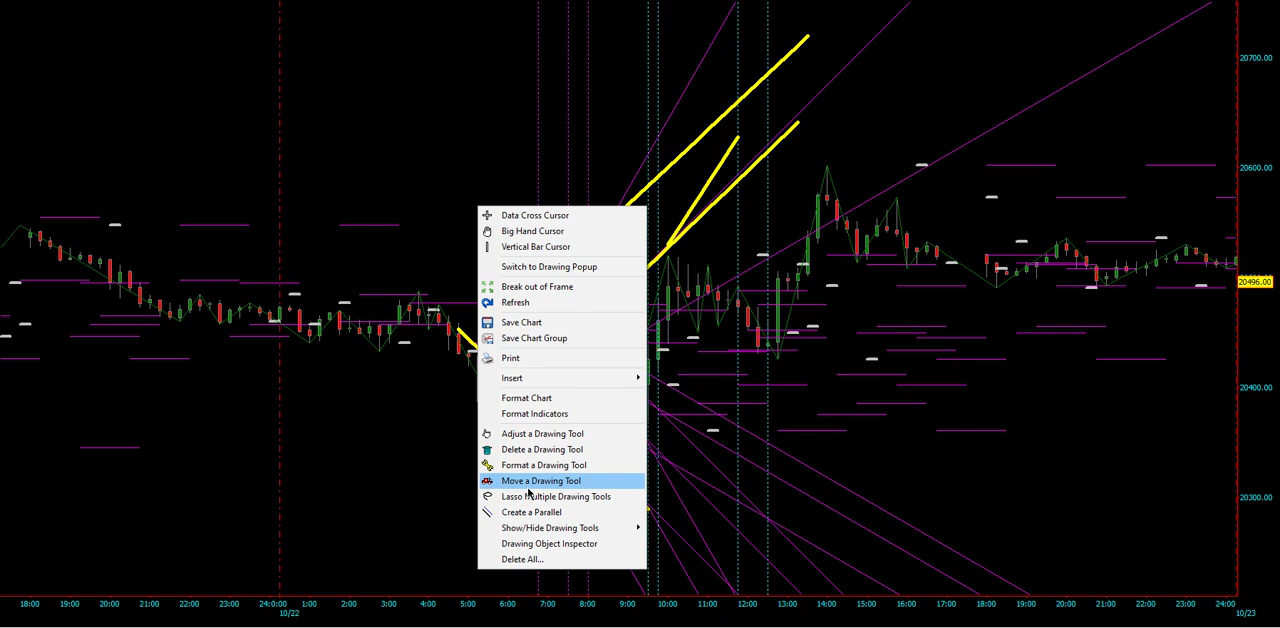 20700.00
20600.00
20496.00
20400.00
20300.00
Data Cross Cursor
Big Hand Cursor
Vertical Bar Cursor
Switch to Drawing Popup
Break out of Frame
Refresh
Save Chart
Save Chart Group
Print
Insert
Format Chart
Format Indicators
Adjust a Drawing Tool
Delete a Drawing Tool
Format a Drawing Tool
Move a Drawing Tool
Lasso Multiple Drawing Tools
Create a Parallel
Show/Hide Drawing Tools
Drawing Object Inspector
Delete All...
18:00 19:00 20:00 21:00 22:00 23:00 24:00 1:00 2:00 3:00 4:00 5:00 6:00 7:00 8:00 9:00 10:00 11:00 12:00 13:00 14:00 15:00 16:00 17:00 18:00 19:00 20:00 21:00 22:00 23:00 24:00
10/22 10/23